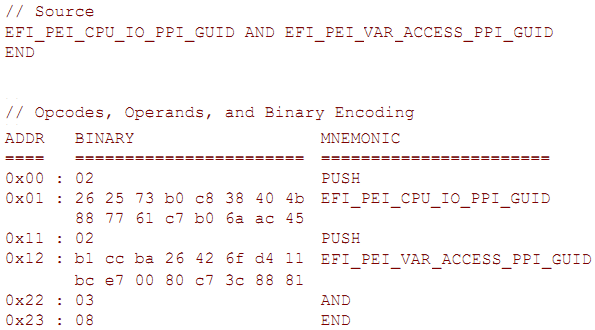 // Source
EFI_PEI_CPU_IO_PPI_GUID AND EFI_PEI_VAR_ACCESS_PPI_GUID
END
// Opcodes, Operands, and Binary Encoding
ADDR BINARY MNEMONIC
==== ======================= =======================
0x00 : 02 PUSH
0x01 : 26 25 73 b0 c8 38 40 4b EFI_PEI_CPU_IO_PPI_GUID
88 77 61 c7 b0 6a ac 45
0x11 : 02 PUSH
0x12 : b1 cc ba 26 42 6f d4 11 EFI_PEI_VAR_ACCESS_PPI_GUID
bc e7 00 80 c7 3c 88 81
0x22 : 03 AND
0x23 : 08 END